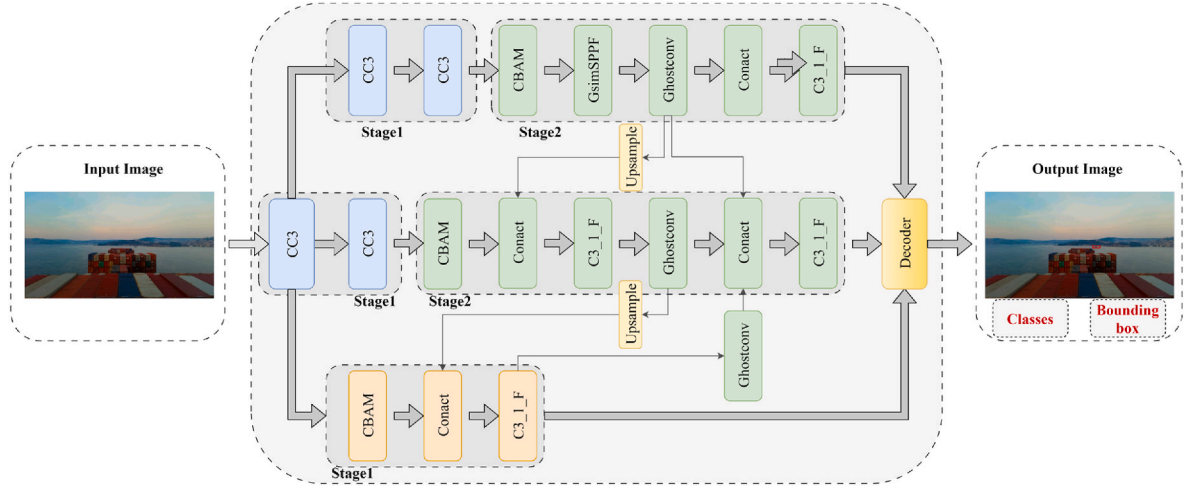 CC3
CC3
Stage1
CBAM
GsimSPPF
Ghostconv
Conact
C3_1_F
Stage2
Upsample
Input Image
CC3
CC3
Stage1
CBAM
Conact
C3_1_F
Ghostconv
Conact
C3_1_F
Stage2
Decoder
Output Image
Classes
Bounding
box
Upsample
Ghostconv
CBAM
Conact
C3_1_F
Stage1